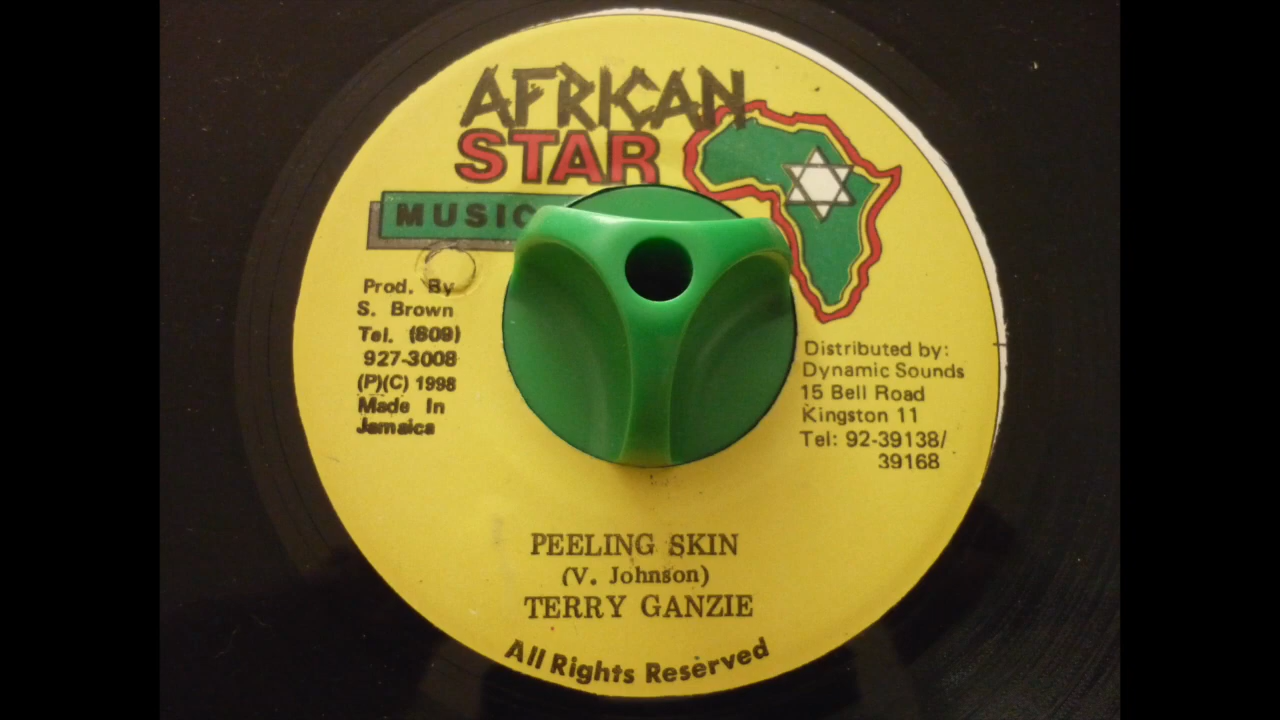 AFRICAN
STAR
MUSIC
Prod. By
S. Brown
Tel. (809)
927-3008
(P)(C) 1998
Made In
Jamaica
Distributed by:
Dynamic Sounds
15 Bell Road
Kingston 11
Tel: 92-39138/
39168
PEELING SKIN
(V. Johnson)
TERRY GANZIE
All Rights Reserved